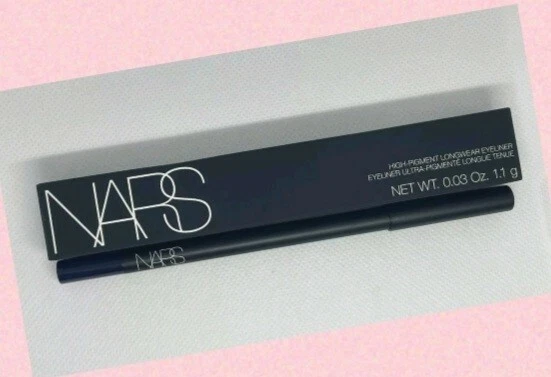 NARS
HIGH-PIGMENT LONGWEAR EYELINER
EYELINER ULTRA-PIGMENTÉ LONGUE TENUE
NET WT. 0.03 Oz. 1.1 g
NARS